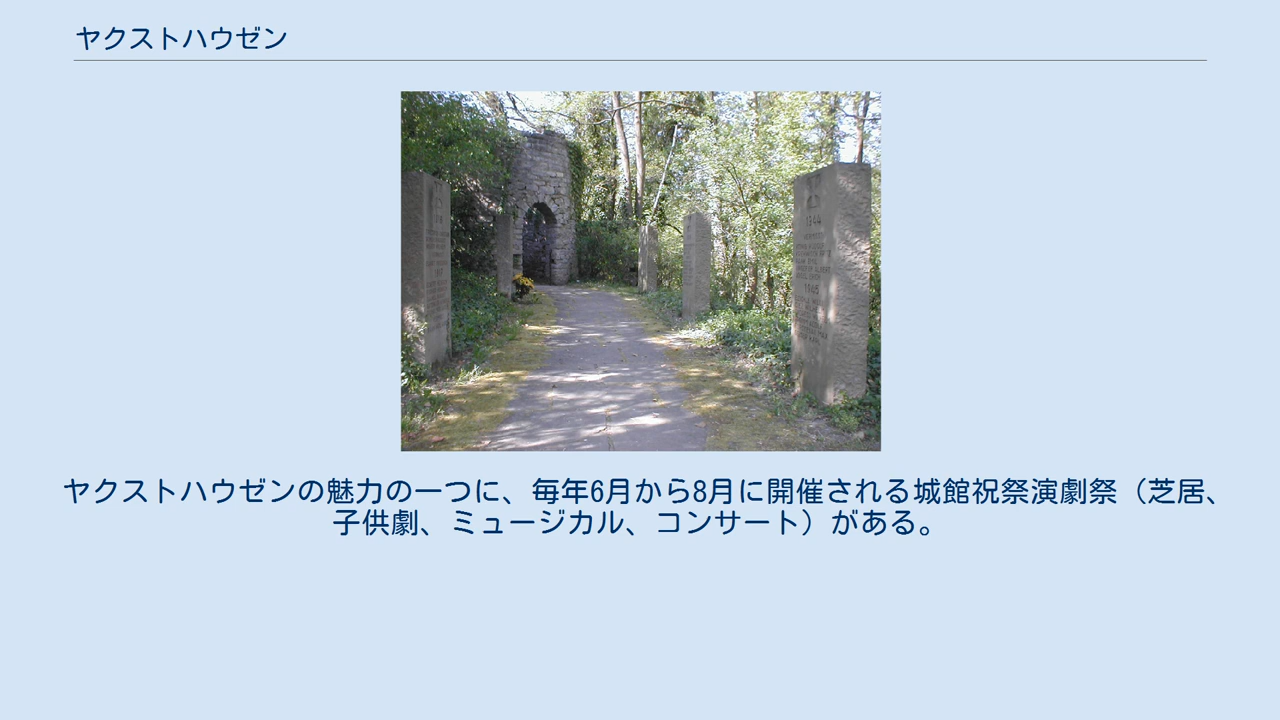 ヤクストハウゼン
1344
1945
ヤクストハウゼンの魅力の一つに、毎年6月から8月に開催される城館祝祭演劇祭（芝居、
子供劇、ミュージカル、コンサート）がある。